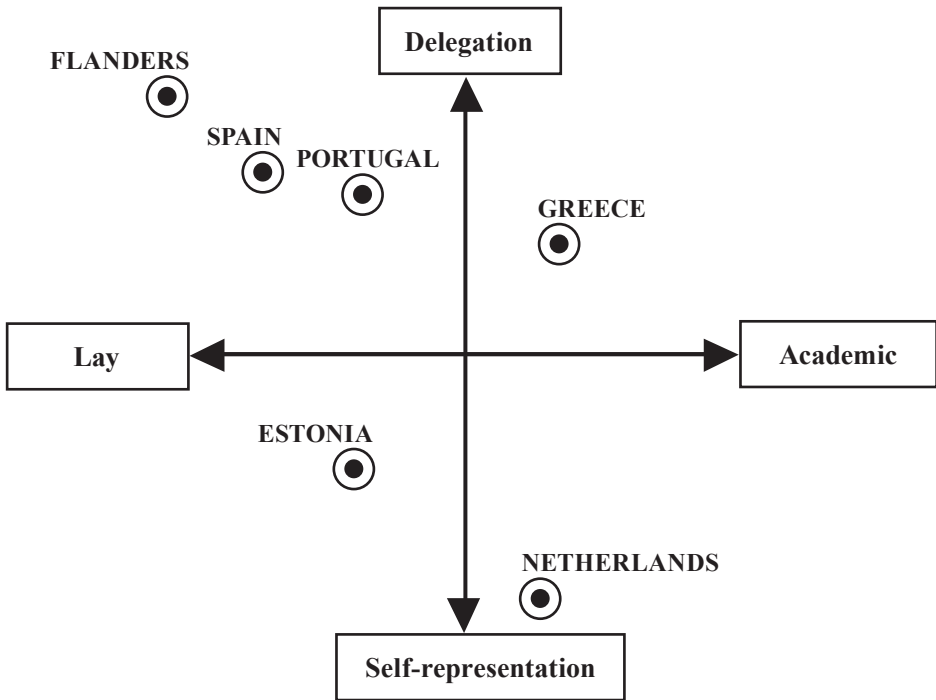 Delegation
FLANDERS
SPAIN
PORTUGAL
GREECE
Lay
Academic
ESTONIA
NETHERLANDS
Self-representation